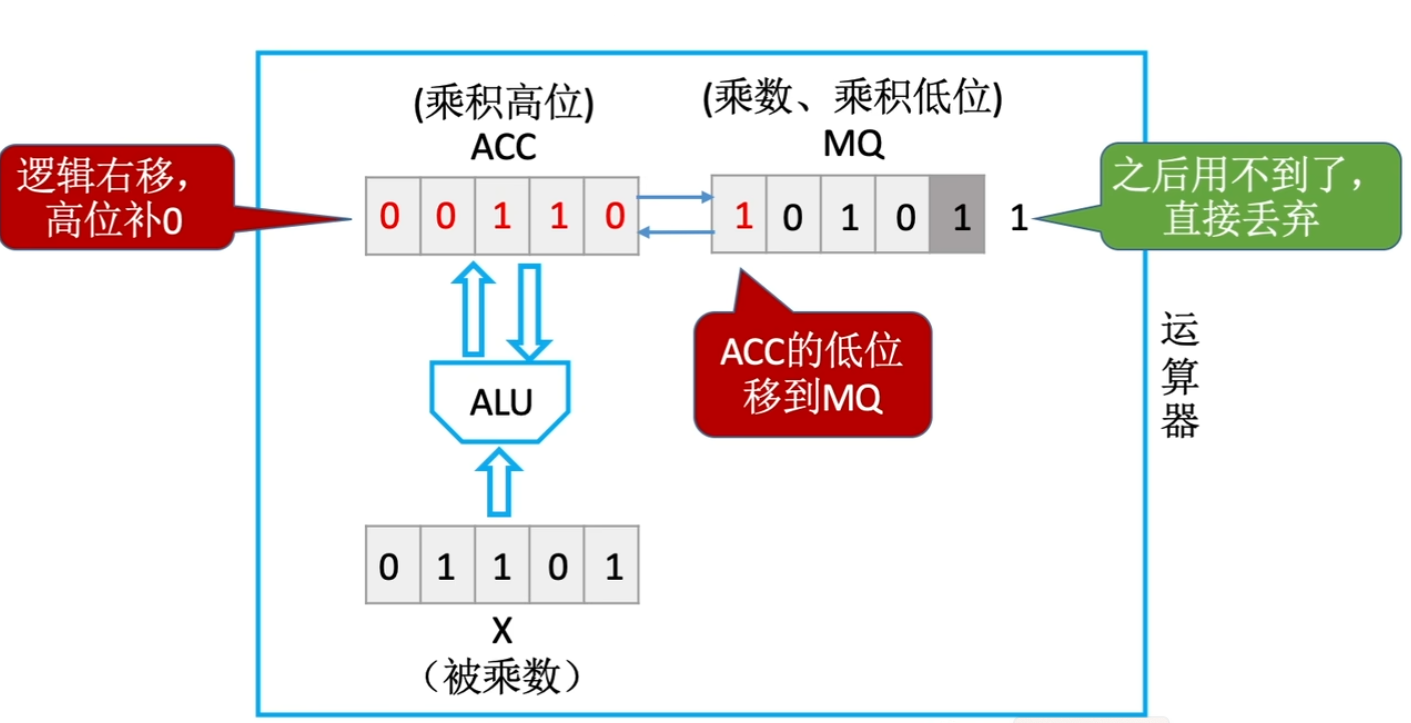 (乘积高位)
ACC
(乘数、乘积低位)
MQ
逻辑右移，
高位补0
0 0 1 1 0
1 0 1 0 1 1
之后用不到了，
直接丢弃
ACC的低位
移到MQ
ALU
运
算
器
0 1 1 0 1
X
（被乘数）